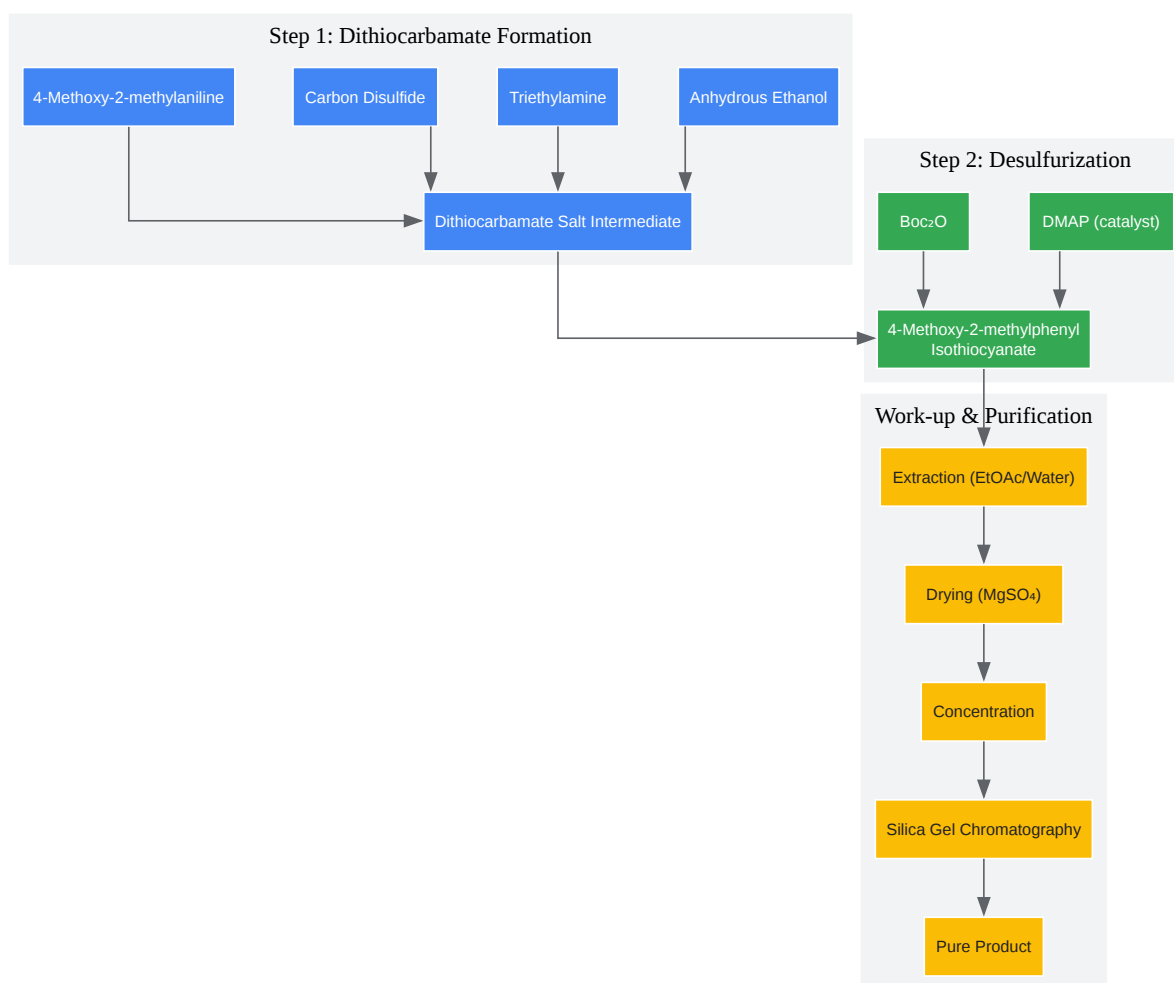 Step 1: Dithiocarbamate Formation
4-Methoxy-2-methylaniline
Carbon Disulfide
Triethylamine
Anhydrous Ethanol
Dithiocarbamate Salt Intermediate
Step 2: Desulfurization
Boc₂O
DMAP (catalyst)
4-Methoxy-2-methylphenyl
Isothiocyanate
Work-up & Purification
Extraction (EtOAc/Water)
Drying (MgSO₄)
Concentration
Silica Gel Chromatography
Pure Product